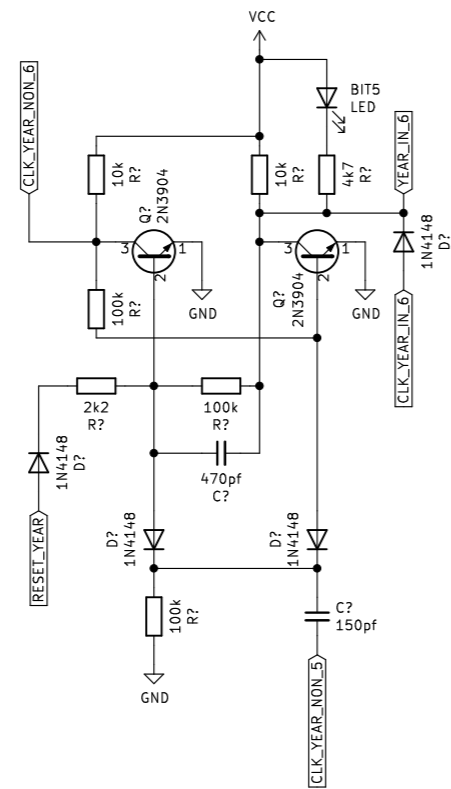 VCC
BIT5
LED
CLK_YEAR_NON_6
YEAR_IN_6
10k
R?
Q?
2N3904
10k
R?
4k7
R?
1N4148
D?
3
1
2
3
1
2
GND
Q?
2N3904
GND
100k
R?
CLK_YEAR_IN_6
2k2
R?
100k
R?
1N4148
D?
470pf
C?
RESET_YEAR
D?
1N4148
D?
1N4148
100k
R?
C?
150pf
GND
CLK_YEAR_NON_5